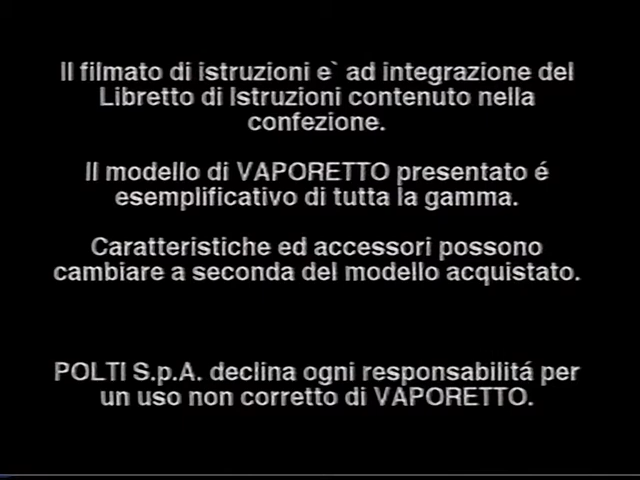 Il filmato di istruzioni e` ad integrazione del
Libretto di Istruzioni contenuto nella
confezione.
Il modello di VAPORETTO presentato é
esemplificativo di tutta la gamma.
Caratteristiche ed accessori possono
cambiare a seconda del modello acquistato.
POLTI S.p.A. declina ogni responsabilitá per
un uso non corretto di VAPORETTO.